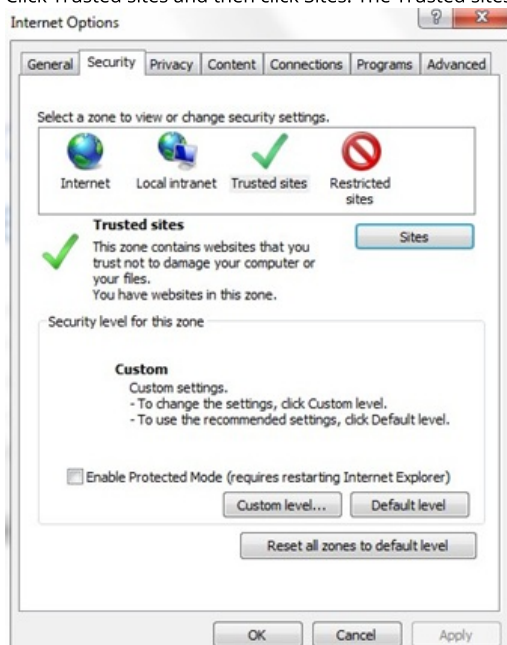 Click Trusted sites and then click Sites. The Trusted sites
Internet Options
General Security Privacy Content Connections Programs Advanced
Select a zone to view or change security settings.
Internet Local intranet Trusted sites Restricted sites
Trusted sites
Sites
This zone contains websites that you
trust not to damage your computer or
your files.
You have websites in this zone.
Security level for this zone
Custom
Custom settings.
- To change the settings, click Custom level.
- To use the recommended settings, click Default level.
Enable Protected Mode (requires restarting Internet Explorer)
Custom level... Default level
Reset all zones to default level
OK Cancel Apply